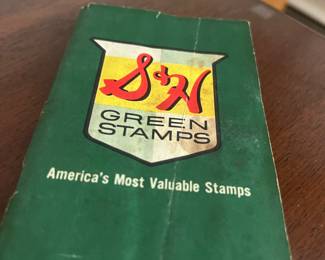 S&H
GREEN
STAMPS
America's Most Valuable Stamps